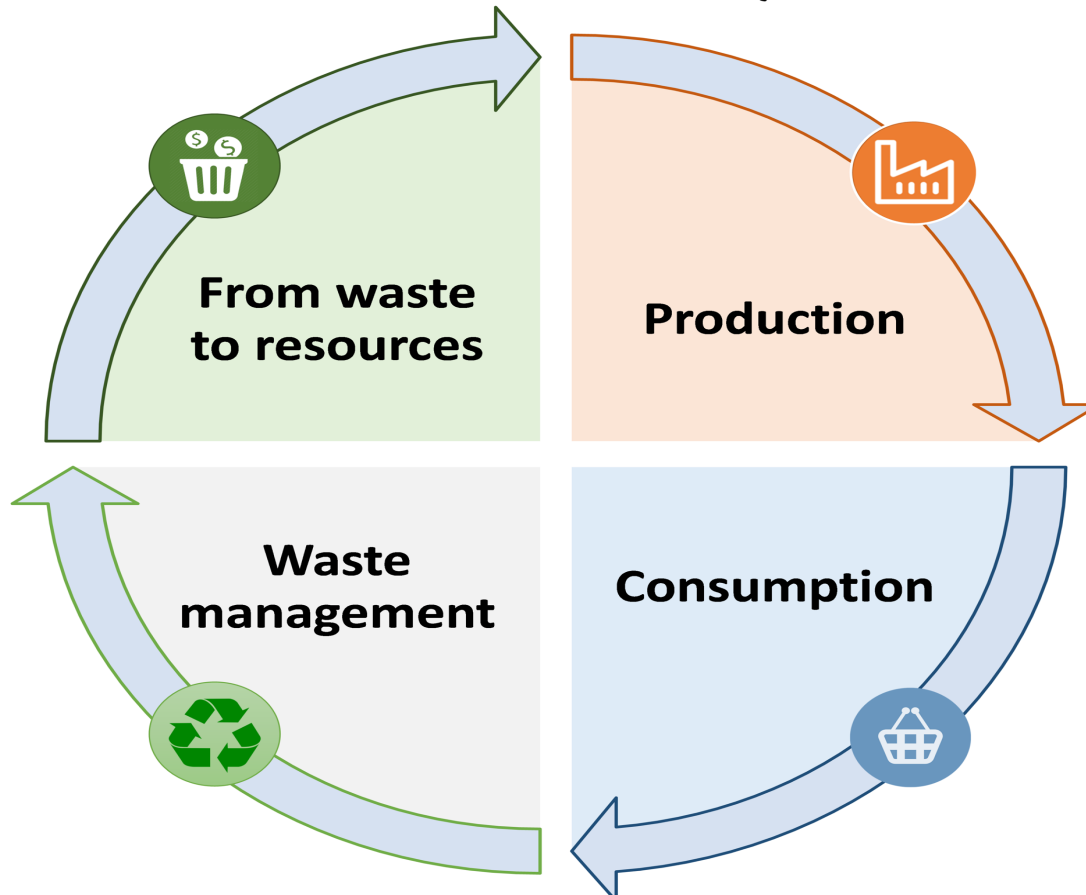 From waste
to resources
Production
Waste
management
Consumption
$
$